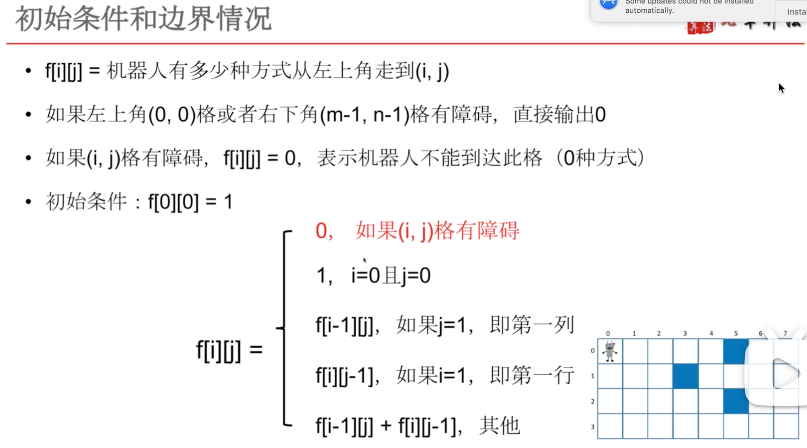 Some updates could not be installed
automatically.
Insta
初始条件和边界情况
• f[i][j] = 机器人有多少种方式从左上角走到(i, j)
• 如果左上角(0, 0)格或者右下角(m-1, n-1)格有障碍，直接输出0
• 如果(i, j)格有障碍, f[i][j] = 0，表示机器人不能到达此格（0种方式）
• 初始条件：f[0][0] = 1
0， 如果(i, j)格有障碍
1， i=0且j=0
f[i-1][j]，如果j=1，即第一列
f[i][j] =
f[i][j-1]，如果i=1，即第一行
f[i-1][j] + f[i][j-1]，其他
0 1 2 3 4 5 6 7
0
1
2
3